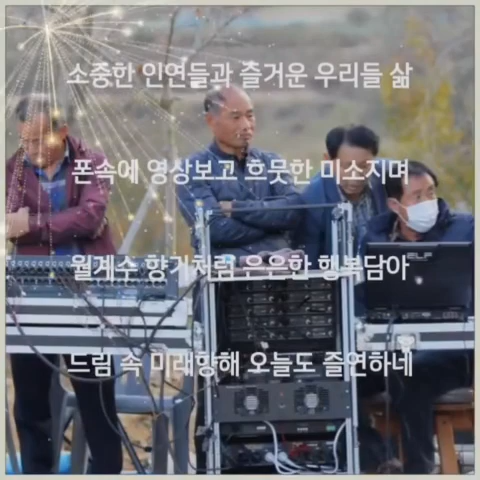 소중한 인연들과 즐거운 우리들 삶
폰속에 영상보고 흐뭇한 미소지며
월계수 향기처럼 은은한 행복담아
드림 속 미래향해 오늘도 즐연하네
ELF